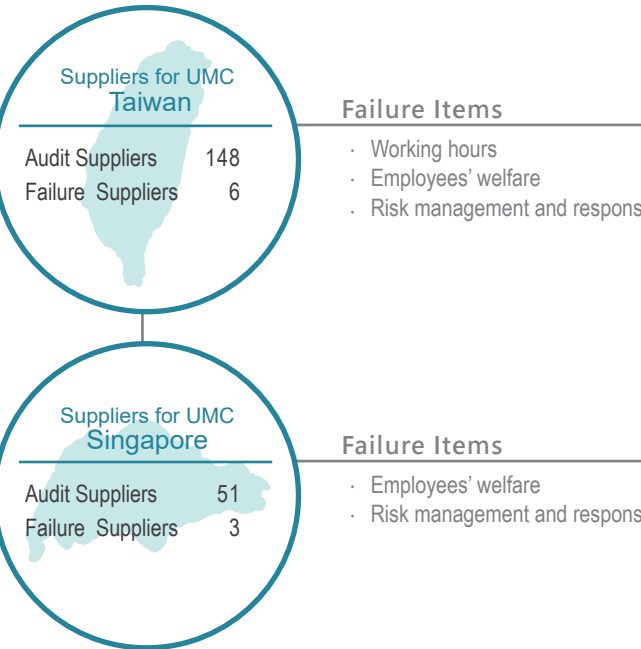 Suppliers for UMC
Taiwan
Audit Suppliers 148
Failure Suppliers 6
Failure Items
· Working hours
· Employees’ welfare
· Risk management and respons
Suppliers for UMC
Singapore
Audit Suppliers 51
Failure Suppliers 3
Failure Items
· Employees’ welfare
· Risk management and respons